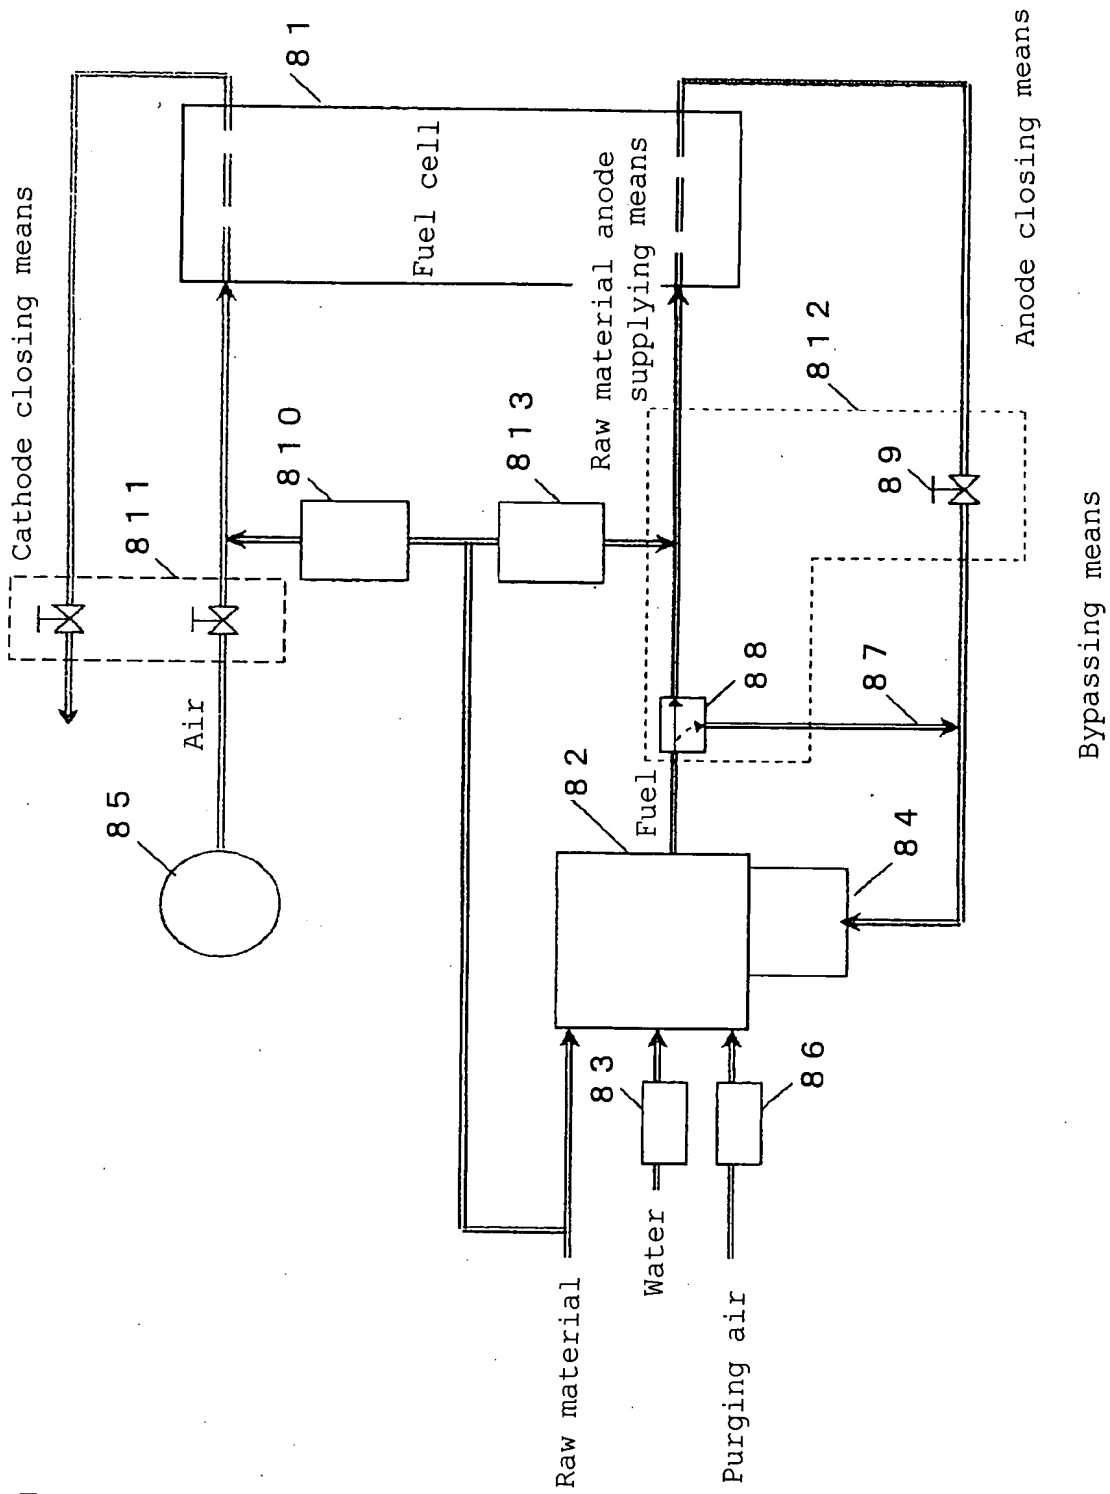 Cathode closing means
811
81
85
Air
Fuel cell
810
813
Raw material anode
supplying means
812
82
Fuel
88
89
87
84
Raw material
Water
83
Purging air
86
Anode closing means
Bypassing means